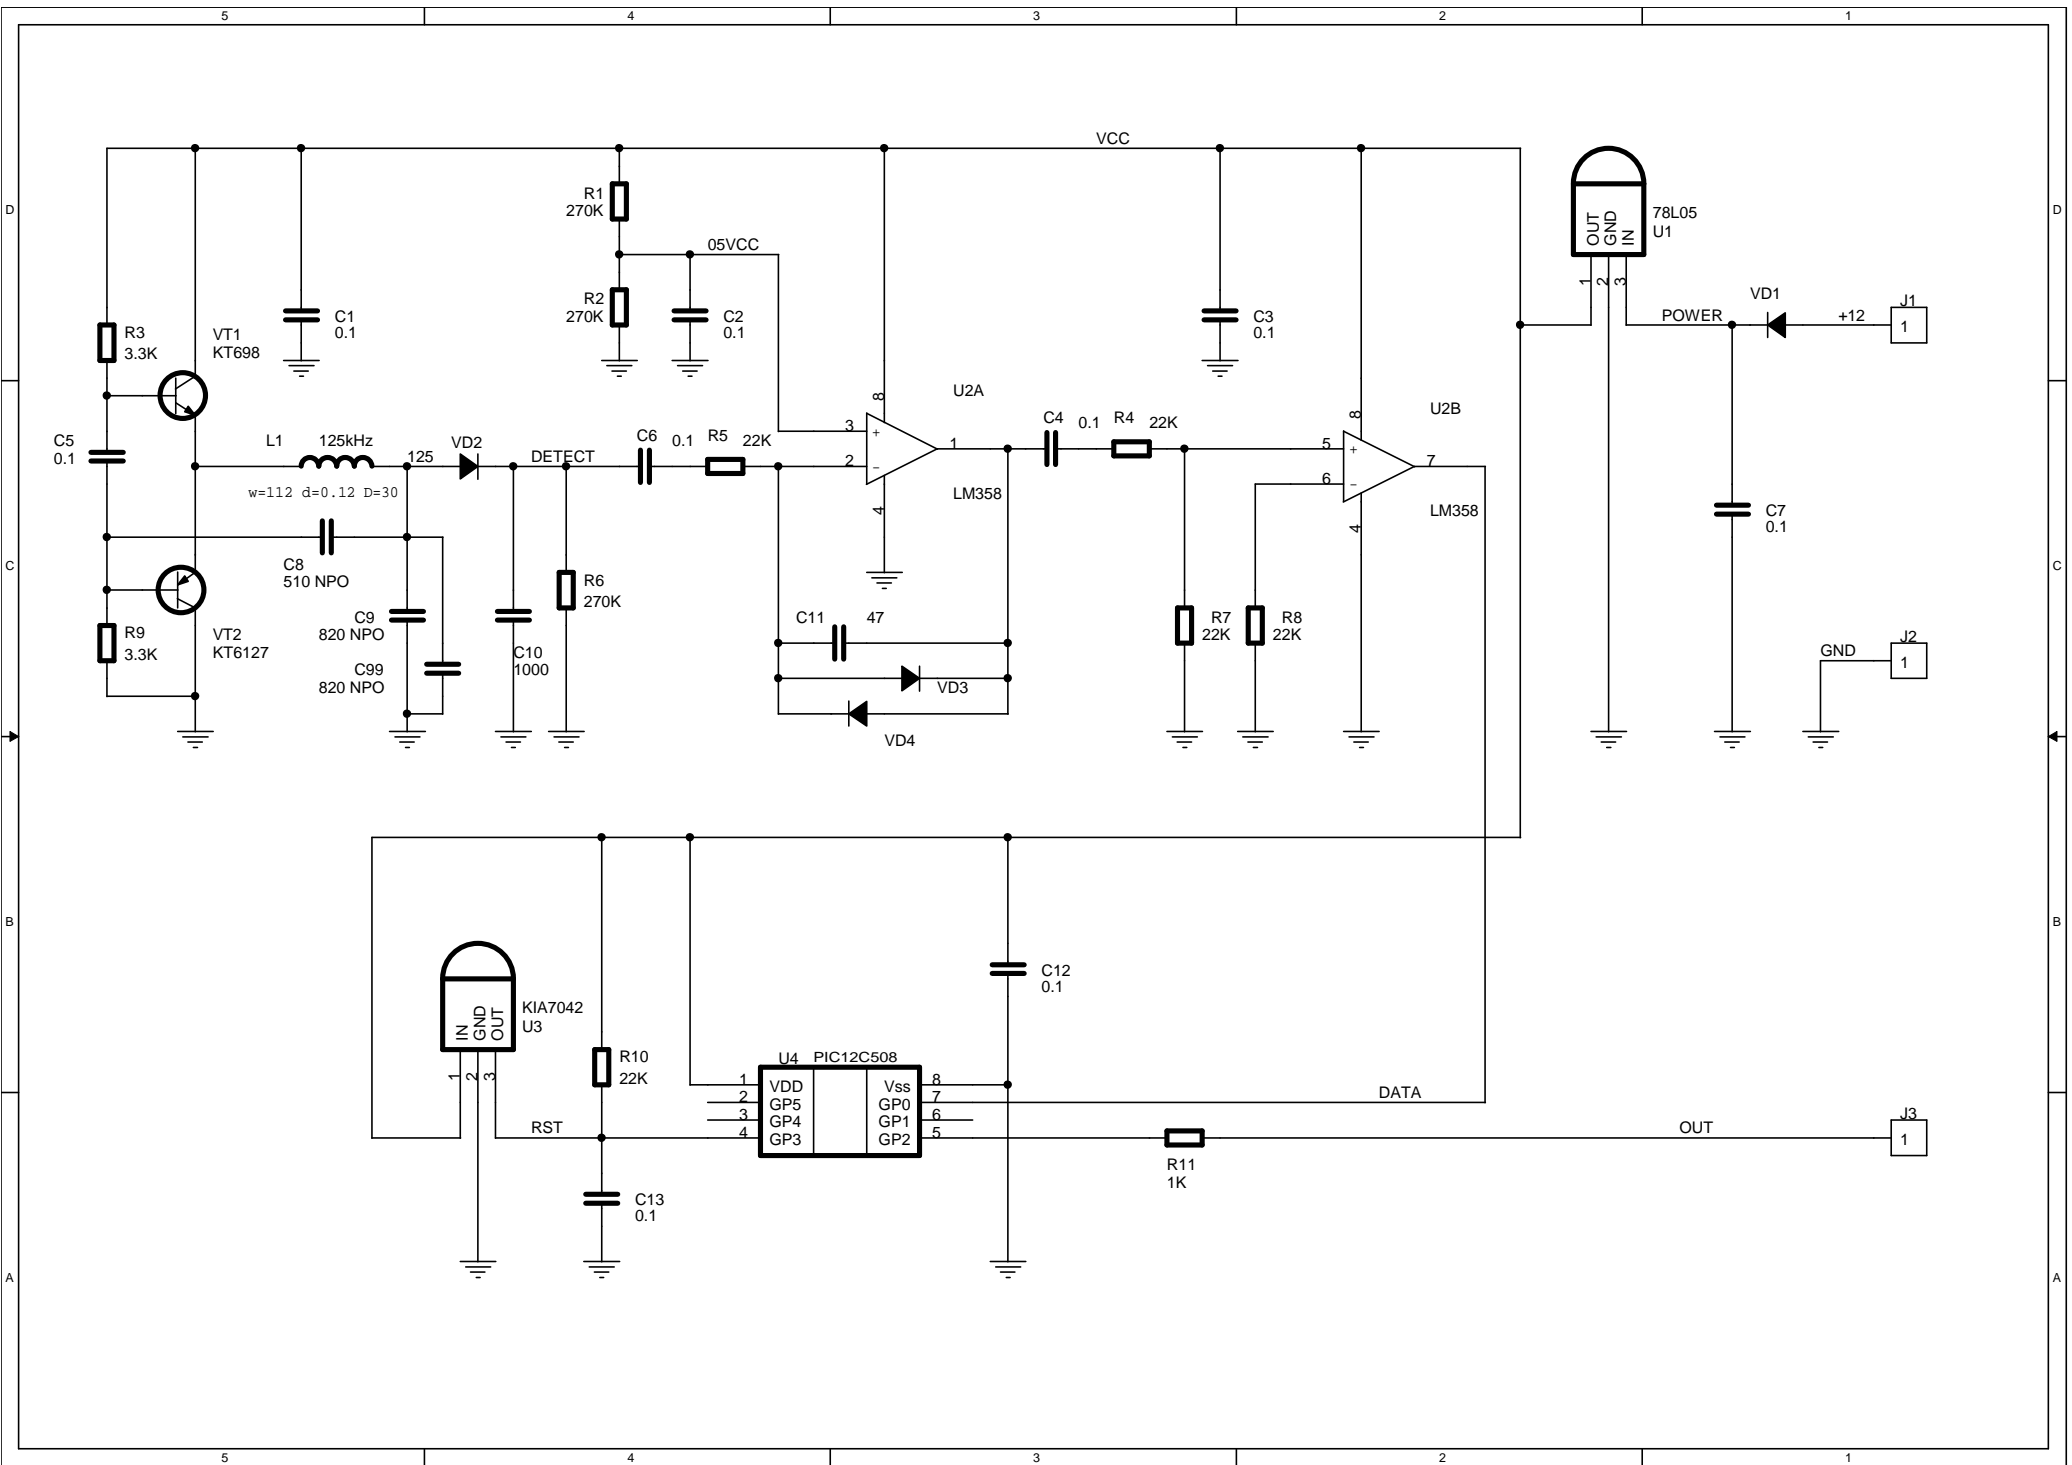 5 4 3 2 1
D
D
VCC
R1
270K
05VCC
R2
270K
C2
0.1
C1
0.1
C3
0.1
OUT
GND
IN
78L05
U1
1
2
3
POWER
VD1
+12
J1
1
R3
3.3K
VT1
KT698
C5
0.1
L1
125kHz
w=112 d=0.12 D=30
125
VD2
DETECT
C6
0.1
R5
22K
8
3
+
2
−
4
1
U2A
LM358
C4
0.1
R4
22K
8
5
+
6
−
4
7
U2B
LM358
C7
0.1
C
C
C8
510 NPO
C9
820 NPO
C99
820 NPO
C10
1000
R6
270K
R9
3.3K
VT2
KT6127
C11
47
VD3
VD4
R7
22K
R8
22K
GND
J2
1
B
B
IN
GND
OUT
KIA7042
U3
1
2
3
R10
22K
RST
C12
0.1
U4
PIC12C508
1 VDD Vss 8
2 GP5 GP0 7
3 GP4 GP1 6
4 GP3 GP2 5
DATA
R11
1K
OUT
J3
1
C13
0.1
A
A
5 4 3 2 1